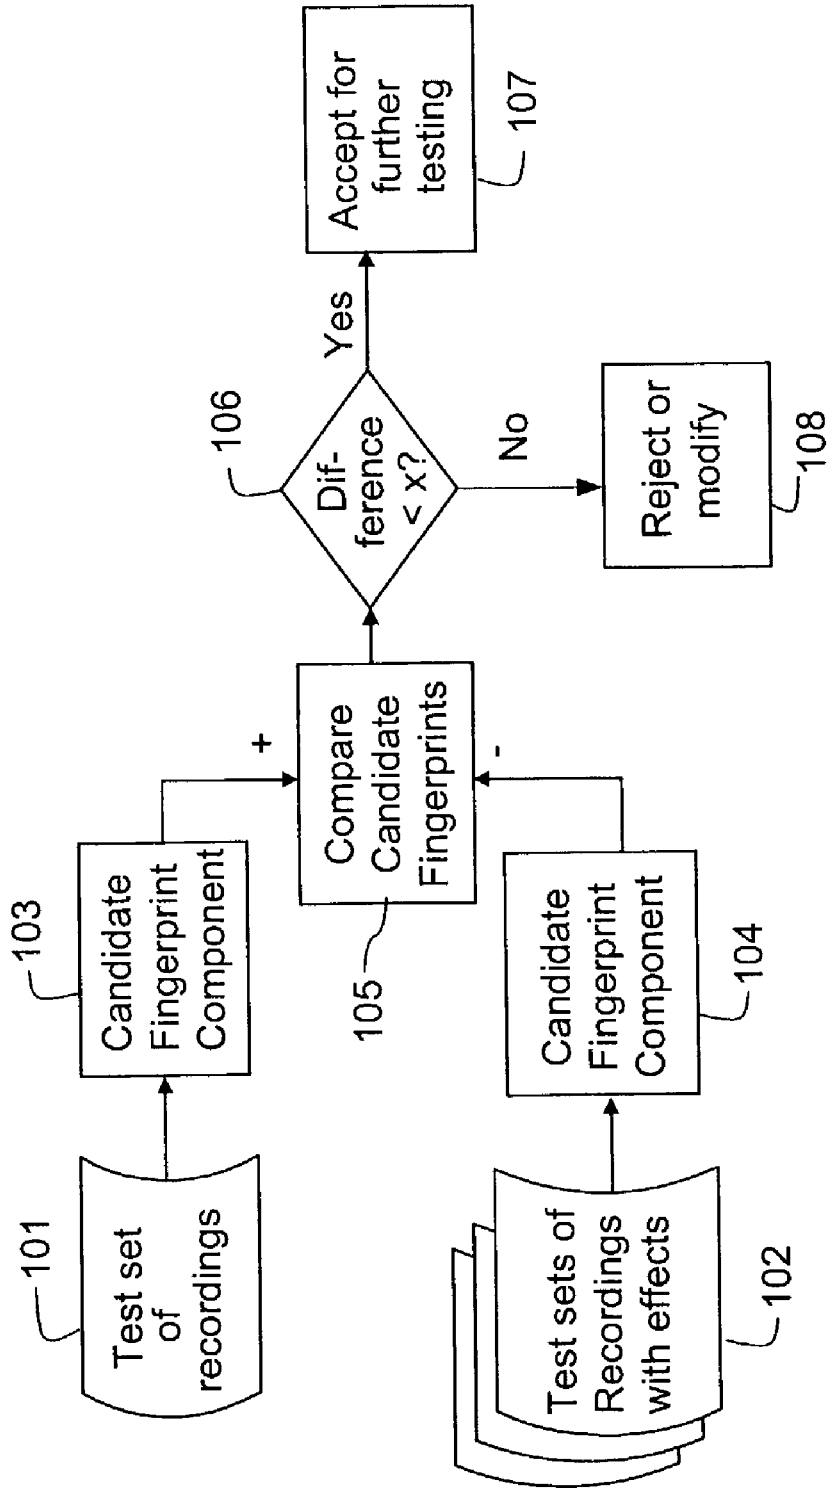 101
Test set
of
recordings
103
Candidate
Fingerprint
Component
+
105
Compare
Candidate
Fingerprints
106
Dif-
ference
< x?
Yes
Accept for
further
testing
107
Test sets of
Recordings
with effects
102
Candidate
Fingerprint
Component
104
-
No
Reject or
modify
108